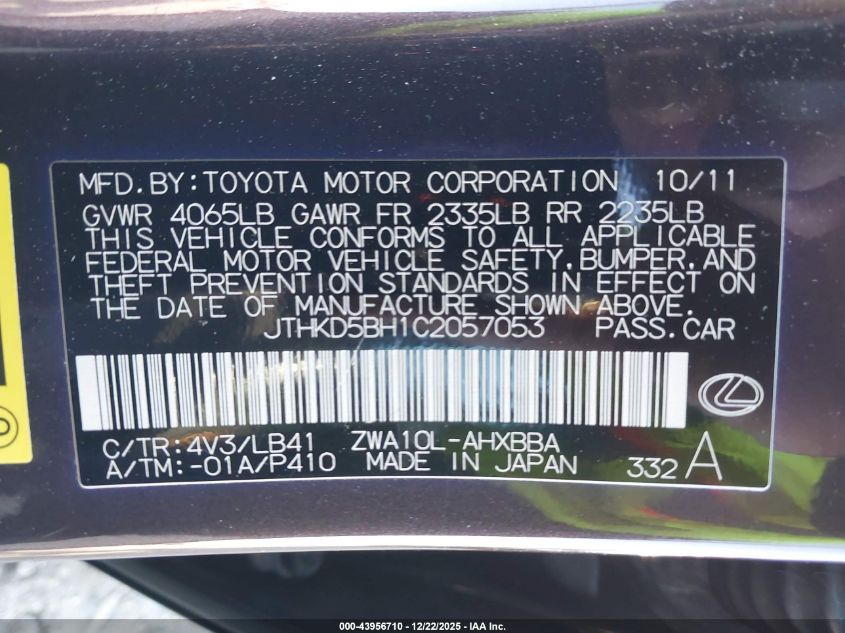 MFD.BY:TOYOTA MOTOR CORPORATION 10/11
GVWR 4065LB GAWR FR 2335LB RR 2235LB
THIS VEHICLE CONFORMS TO ALL APPLICABLE
FEDERAL MOTOR VEHICLE SAFETY,BUMPER,AND
THEFT PREVENTION STANDARDS IN EFFECT ON
THE DATE OF MANUFACTURE SHOWN ABOVE.
JTHKD5BH1C2057053 PASS.CAR
C/TR:4V3/LB41 ZWA10L-AHXBBA
A/TM:-01A/P410 MADE IN JAPAN 332 A
000-43956710 | 12/22/2025 | IAA Inc.